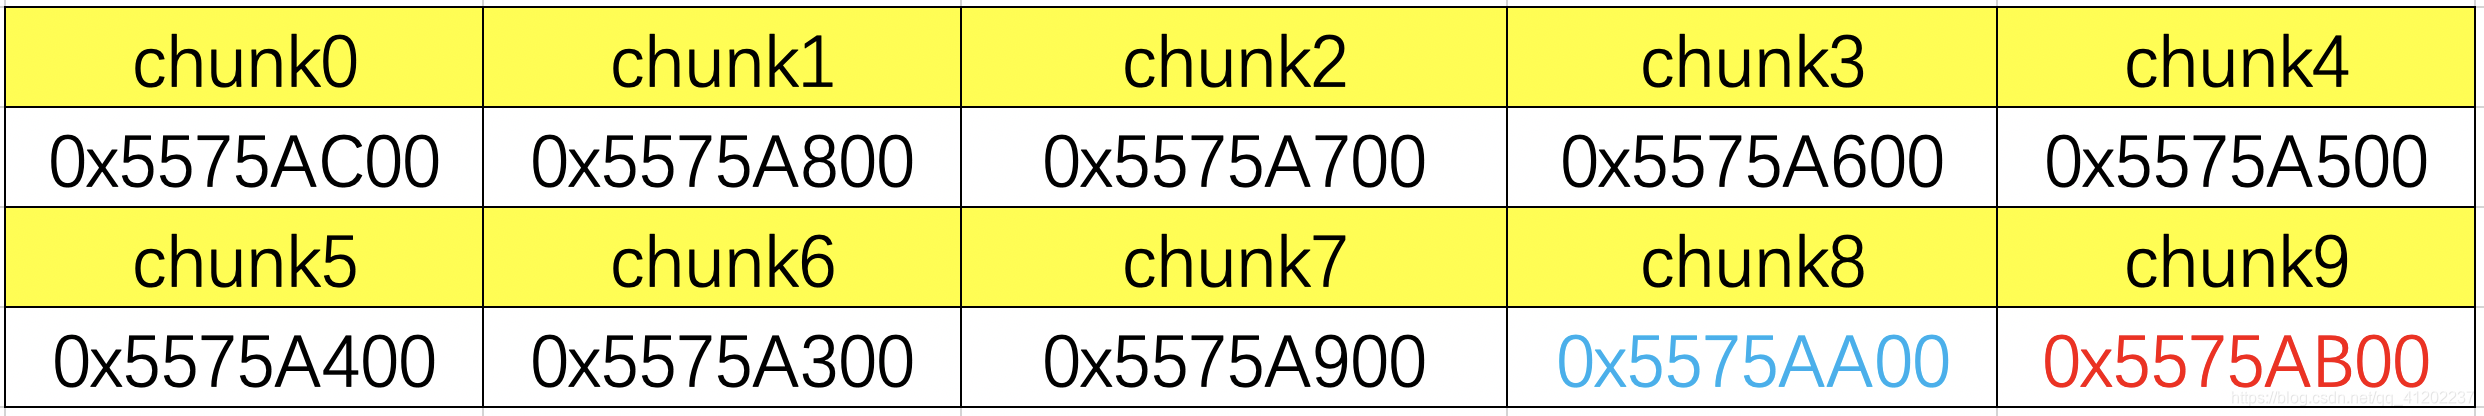 chunk0 chunk1 chunk2 chunk3 chunk4
0x5575AC00 0x5575A800 0x5575A700 0x5575A600 0x5575A500
chunk5 chunk6 chunk7 chunk8 chunk9
0x5575A400 0x5575A300 0x5575A900 0x5575AA00 0x5575AB00
https://blog.csdn.net/qq_41202237